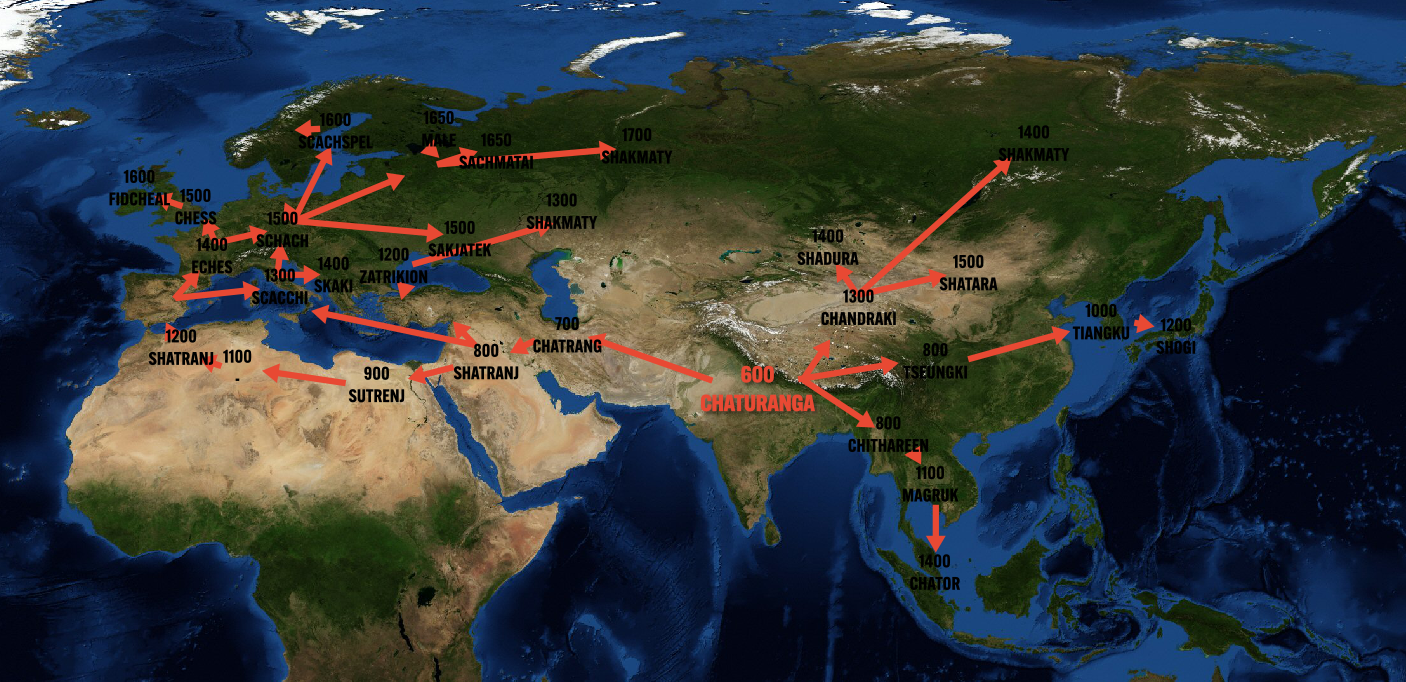 1600
SCACHSPEL
1650
MALE
1650
SACHMATAI
1700
SHAKMATY
1400
SHAKMATY
1600
FIDCHEAL
1500
CHESS
1500
SCHACH
1300
SHAKMATY
1500
SAKJATEK
1400
ECHES
1300
SCACCHI
1400
SKAKI
1200
ZATRIKION
1400
SHADURA
1500
SHATARA
1300
CHANDRAKI
1000
TIANGKU
1200
SHOGI
1200
SHATRANJ
1100
900
SUTRENJ
800
SHATRANJ
700
CHATRANG
600
CHATURANGA
800
TSEUNGKI
800
CHITHAREEN
1100
MAGRUK
1400
CHATOR